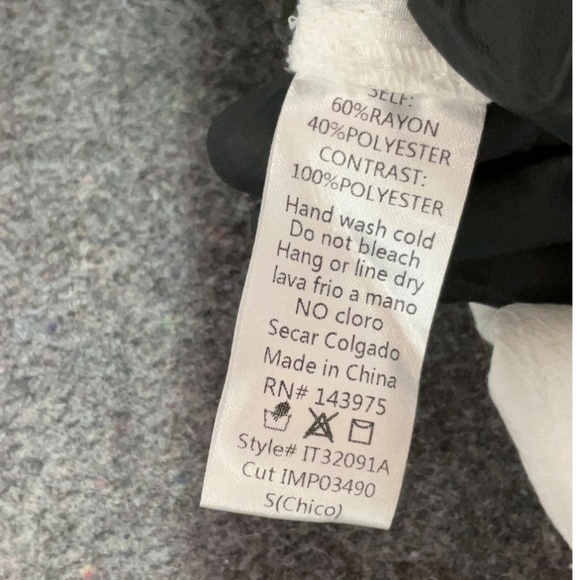 SELF:
60%RAYON
40%POLYESTER
CONTRAST:
100%POLYESTER
Hand wash cold
Do not bleach
Hang or line dry
lava frio a mano
NO cloro
Secar Colgado
Made in China
RN# 143975
Style# IT32091A
Cut IMP03490
S(Chico)